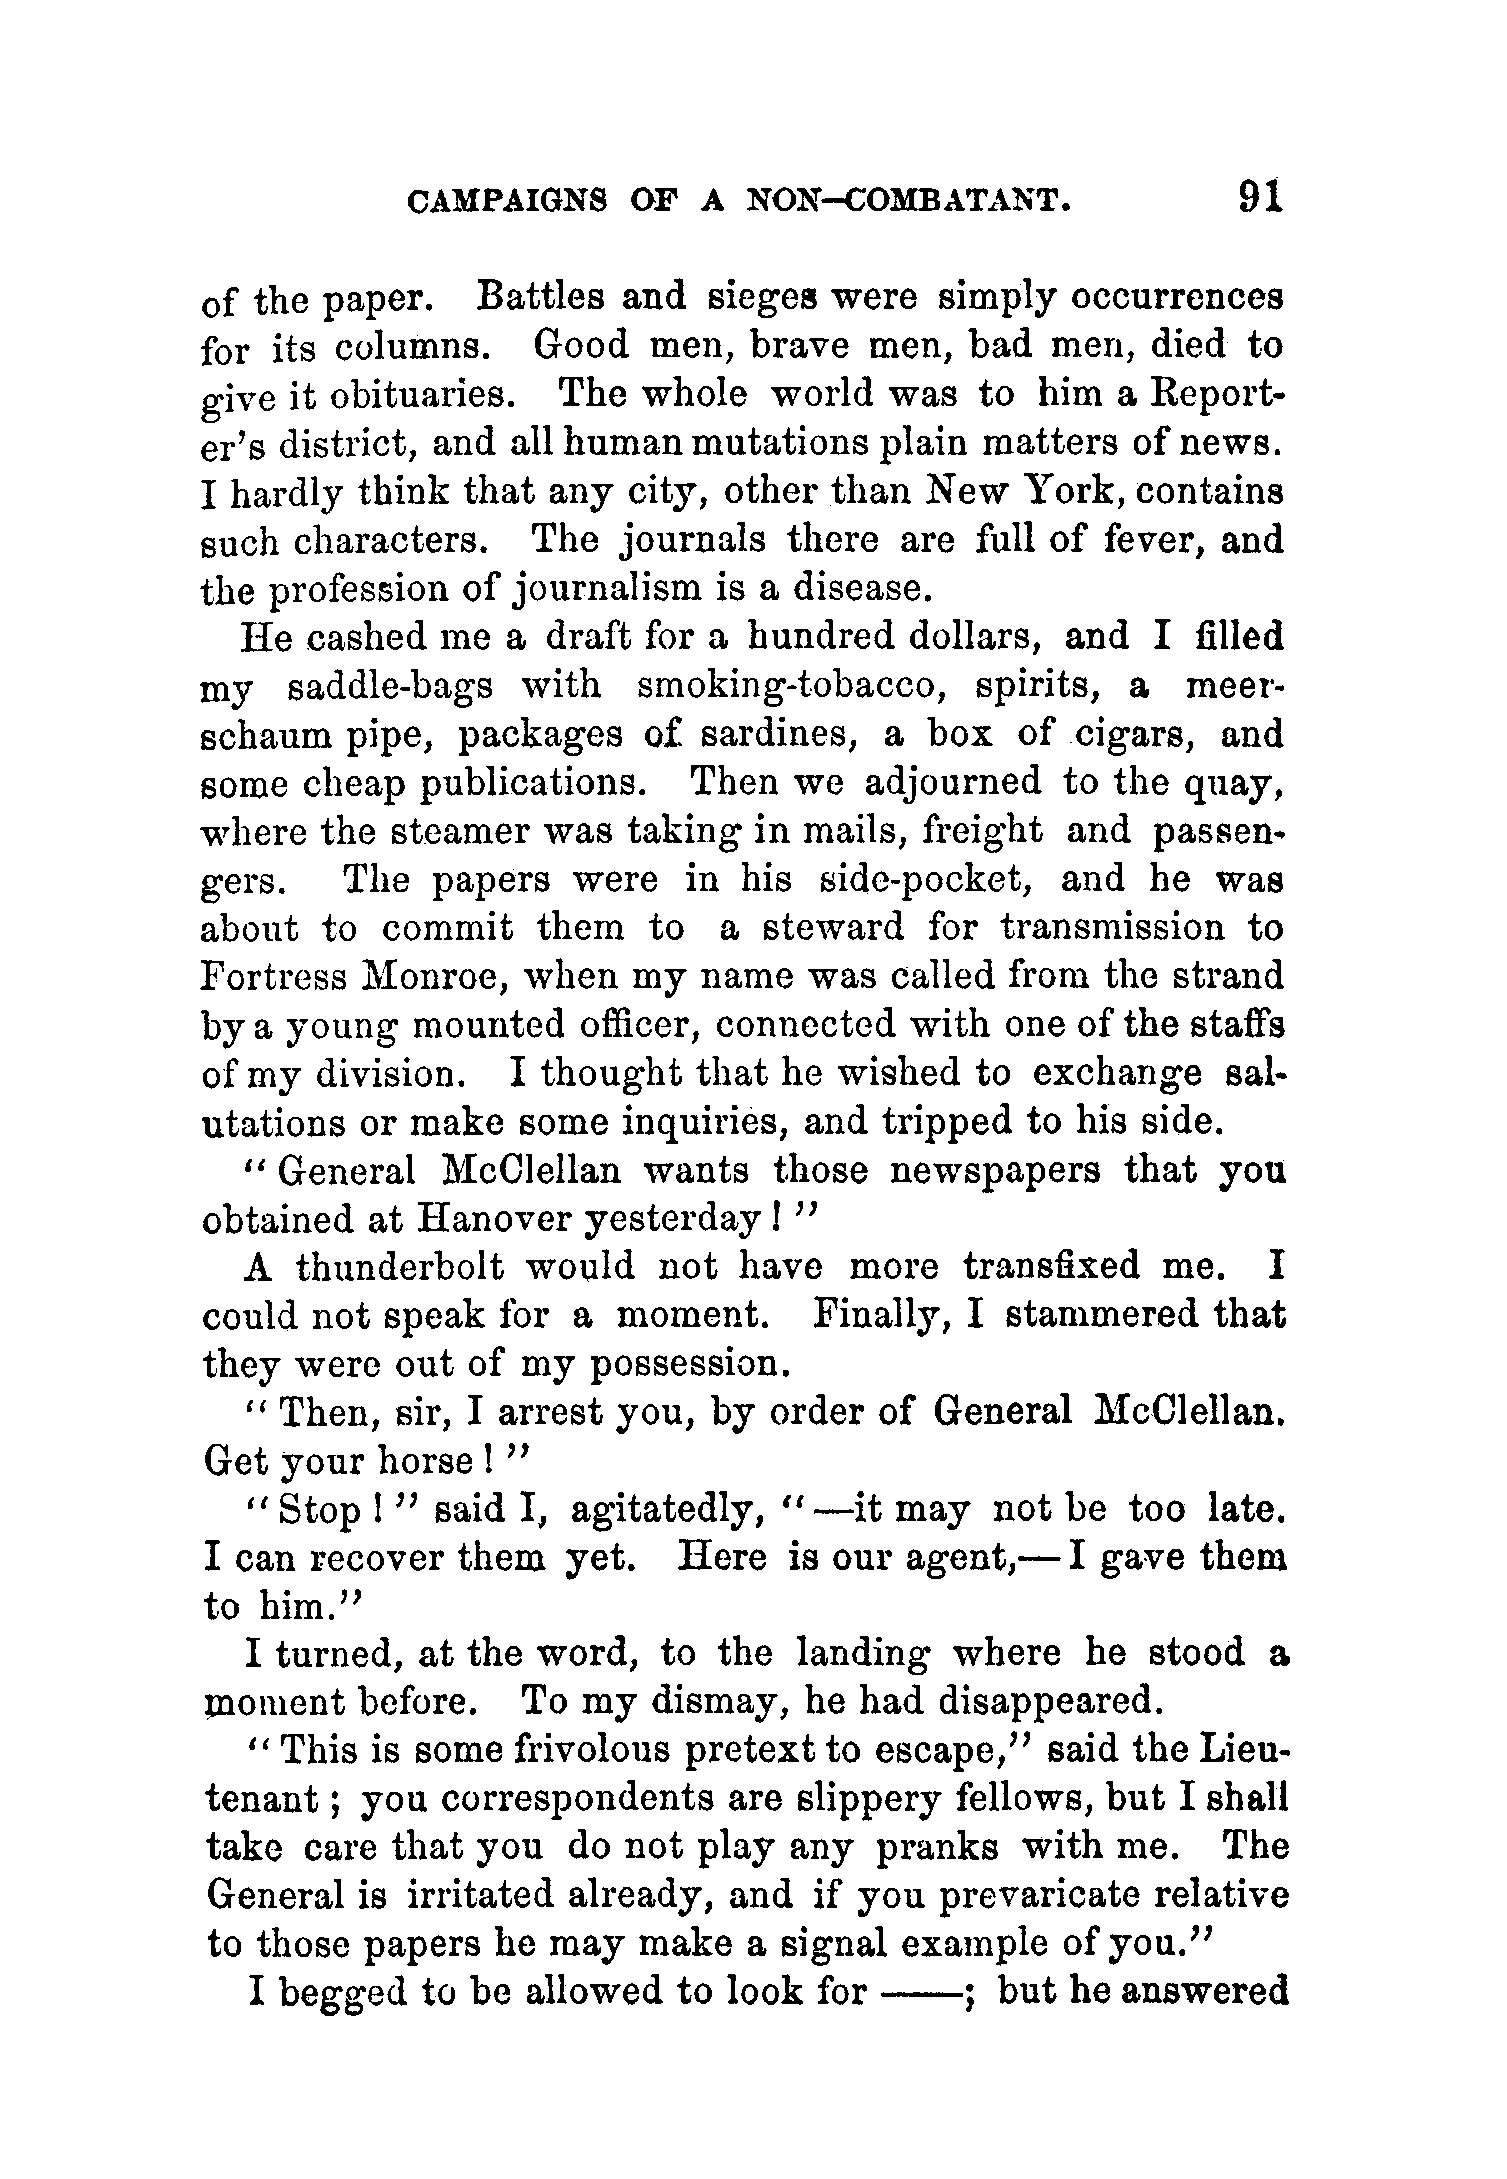 CAMPAIGNS OF A NON-COMBATANT. 91
of the paper. Battles and sieges were simply occurrences
for its columns. Good men, brave men, bad men, died to
give it obituaries. The whole world was to him a Report-
er's district, and all human mutations plain matters of news.
I hardly think that any city, other than New York, contains
such characters. The journals there are full of fever, and
the profession of journalism is a disease.
He cashed me a draft for a hundred dollars, and I filled
my saddle-bags with smoking-tobacco, spirits, a meer-
schaum pipe, packages of sardines, a box of cigars, and
some cheap publications. Then we adjourned to the quay,
where the steamer was taking in mails, freight and passen-
gers. The papers were in his side-pocket, and he was
about to commit them to a steward for transmission to
Fortress Monroe, when my name was called from the strand
by a young mounted officer, connected with one of the staffs
of my division. I thought that he wished to exchange sal-
utations or make some inquiries, and tripped to his side.
"General McClellan wants those newspapers that you
obtained at Hanover yesterday!"
A thunderbolt would not have more transfixed me. I
could not speak for a moment. Finally, I stammered that
they were out of my possession.
"Then, sir, I arrest you, by order of General McClellan.
Get your horse!"
"Stop!" said I, agitatedly, "—it may not be too late.
I can recover them yet. Here is our agent,—I gave them
to him."
I turned, at the word, to the landing where he stood a
moment before. To my dismay, he had disappeared.
"This is some frivolous pretext to escape," said the Lieu-
tenant; you correspondents are slippery fellows, but I shall
take care that you do not play any pranks with me. The
General is irritated already, and if you prevaricate relative
to those papers he may make a signal example of you."
I begged to be allowed to look for ——; but he answered